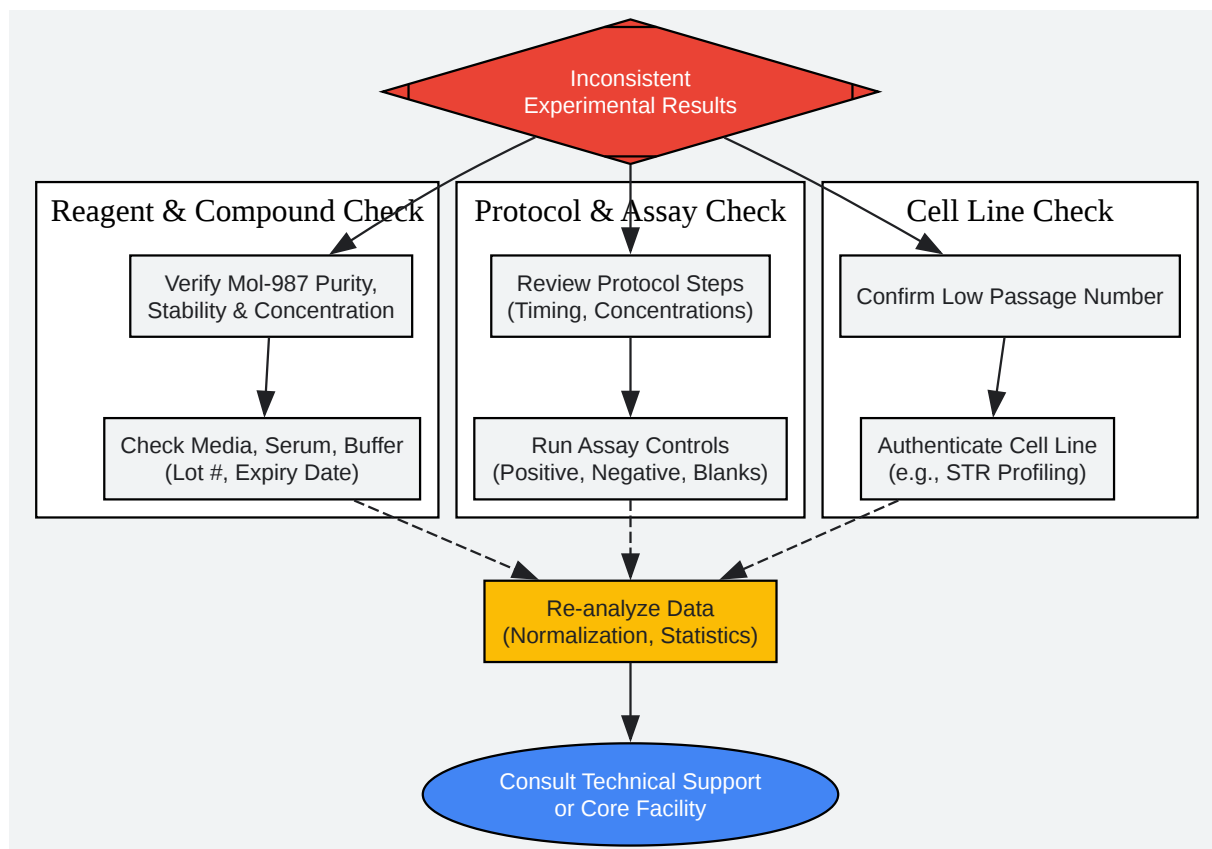 Inconsistent
Experimental Results
Reagent & Compound Check
Verify Mol-987 Purity,
Stability & Concentration
Check Media, Serum, Buffer
(Lot #, Expiry Date)
Protocol & Assay Check
Review Protocol Steps
(Timing, Concentrations)
Run Assay Controls
(Positive, Negative, Blanks)
Cell Line Check
Confirm Low Passage Number
Authenticate Cell Line
(e.g., STR Profiling)
Re-analyze Data
(Normalization, Statistics)
Consult Technical Support
or Core Facility